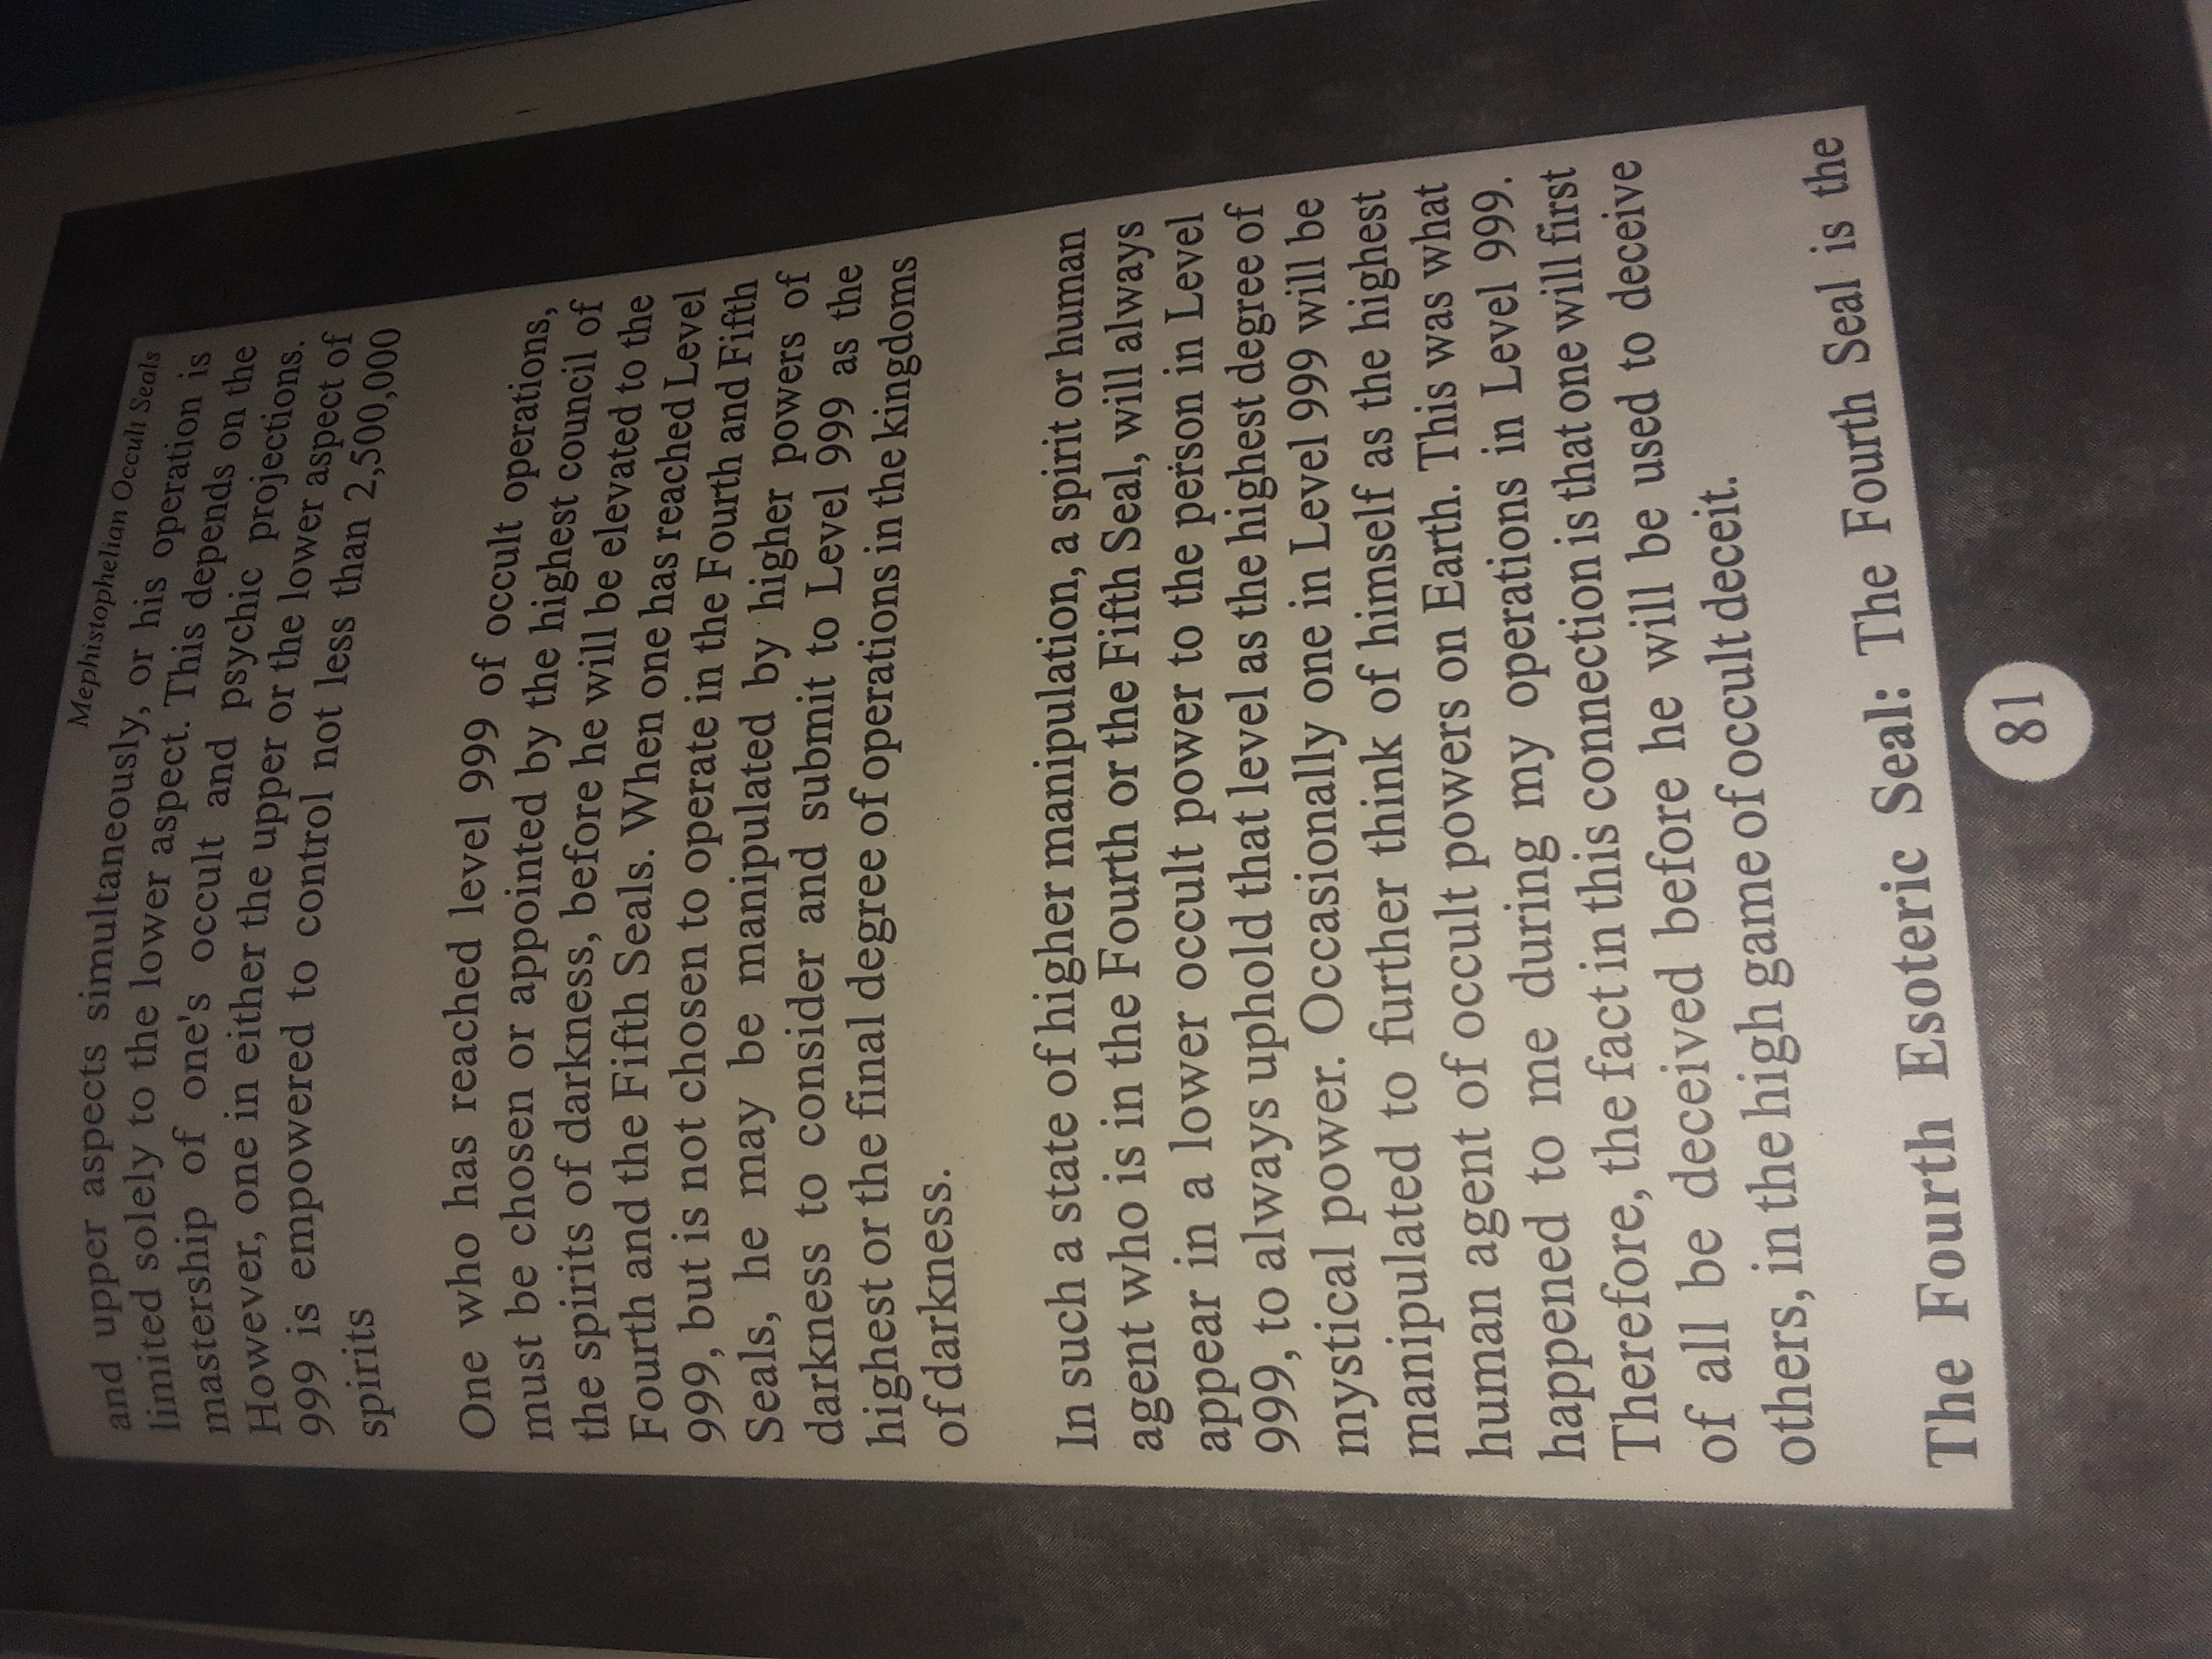 Mephistophelian Occult Seals
and upper aspects simultaneously, or his operation is
limited solely to the lower aspect. This depends on the
mastership of one's occult and psychic projections.
However, one in either the upper or the lower aspect of
999 is empowered to control not less than 2,500,000
spirits
One who has reached level 999 of occult operations,
must be chosen or appointed by the highest council of
the spirits of darkness, before he will be elevated to the
Fourth and the Fifth Seals. When one has reached Level
999, but is not chosen to operate in the Fourth and Fifth
Seals, he may be manipulated by higher powers of
darkness to consider and submit to Level 999 as the
highest or the final degree of operations in the kingdoms
of darkness.
In such a state of higher manipulation, a spirit or human
agent who is in the Fourth or the Fifth Seal, will always
appear in a lower occult power to the person in Level
999, to always uphold that level as the highest degree of
mystical power. Occasionally one in Level 999 will be
manipulated to further think of himself as the highest
human agent of occult powers on Earth. This was what
happened to me during my operations in Level 999.
Therefore, the fact in this connection is that one will first
of all be deceived before he will be used to deceive
others, in the high game of occult deceit.
The Fourth Esoteric Seal: The Fourth Seal is the
81